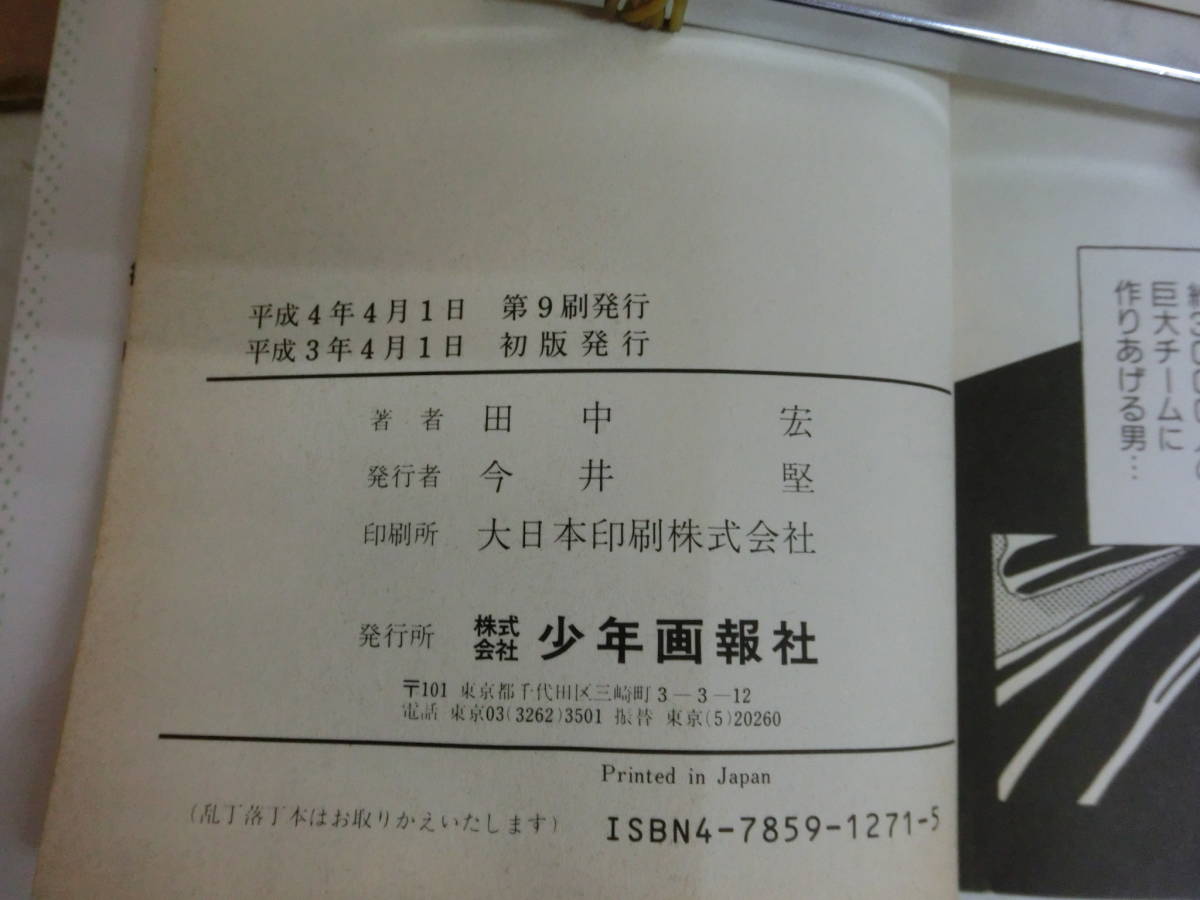 平成4年4月1日 第9刷発行
平成3年4月1日 初版発行
著者 田中 宏
発行者 今井 堅
印刷所 大日本印刷株式会社
発行所 株式会社 少年画報社
〒101 東京都千代田区三崎町3-3-12
電話 東京03(3262)3501 振替 東京(5)20260
Printed in Japan
(乱丁落丁本はお取りかえいたします)
ISBN4-7859-1271-5
巨大チームに
作りあげる男…